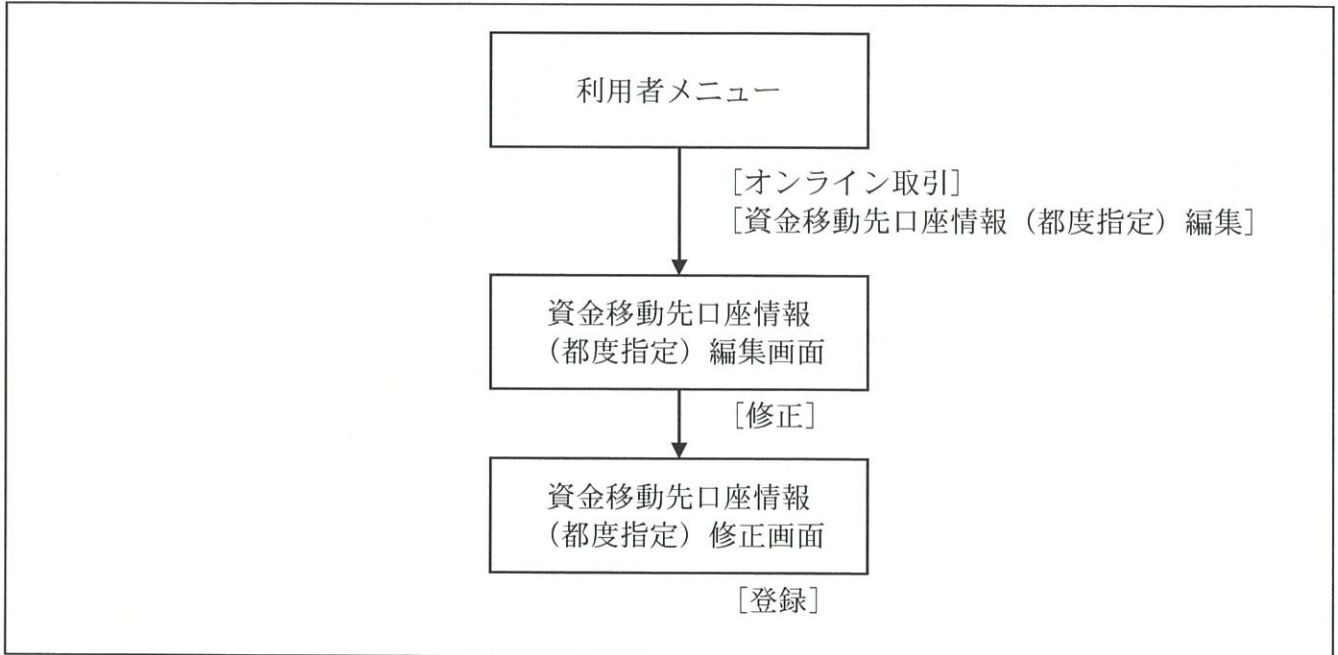 利用者メニュー
[オンライン取引]
[資金移動先口座情報（都度指定）編集]
資金移動先口座情報
（都度指定）編集画面
[修正]
資金移動先口座情報
（都度指定）修正画面
[登録]